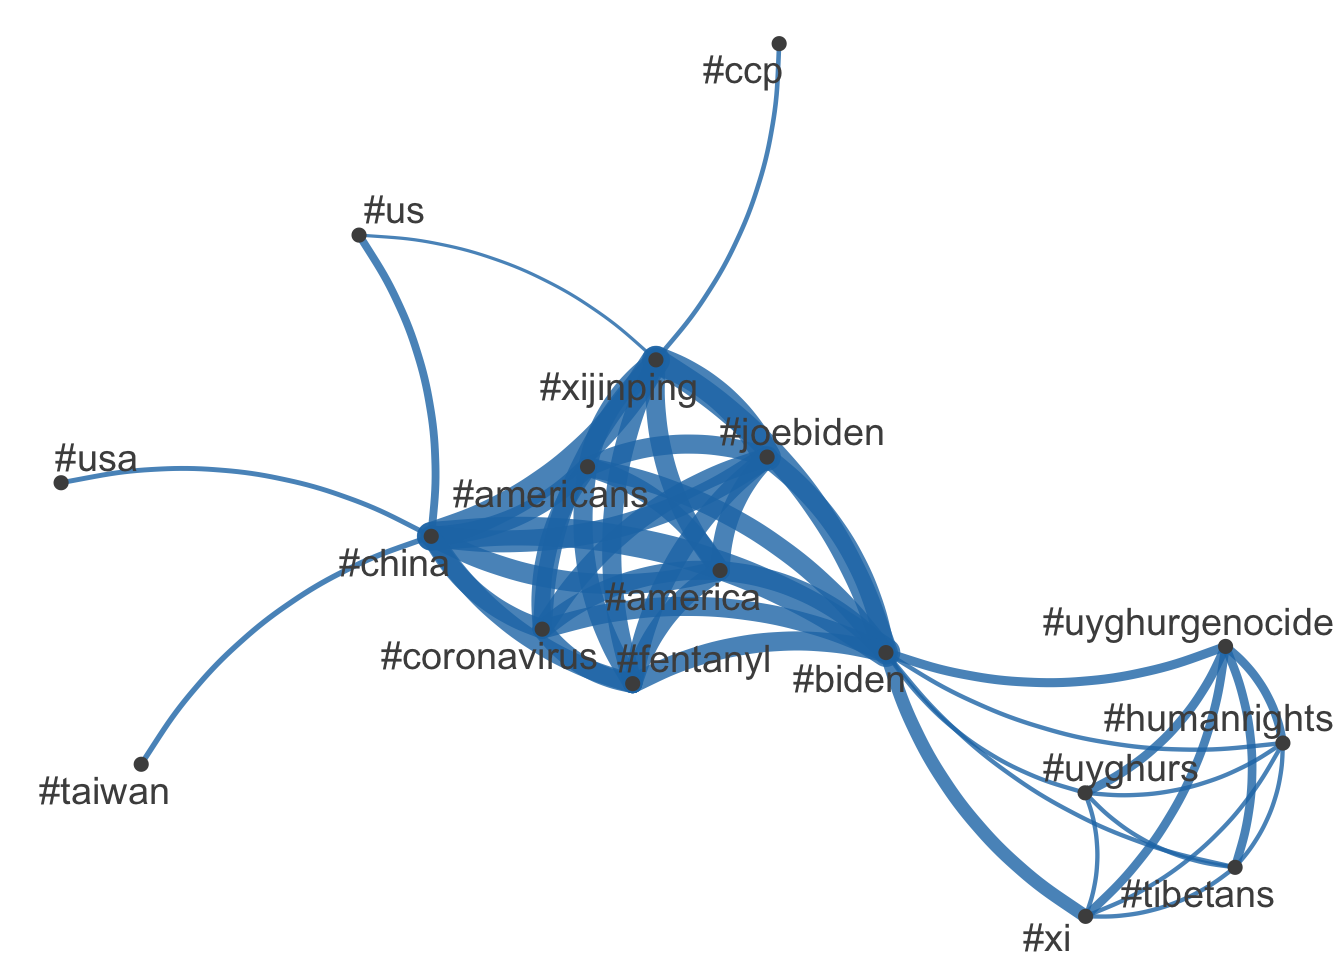 #ccp
#us
#xijinping
#joebiden
#usa
#americans
#china
#america
#coronavirus
#fentanyl
#biden
#uyghurgenocide
#humanrights
#uyghurs
#taiwan
#tibetans
#xi